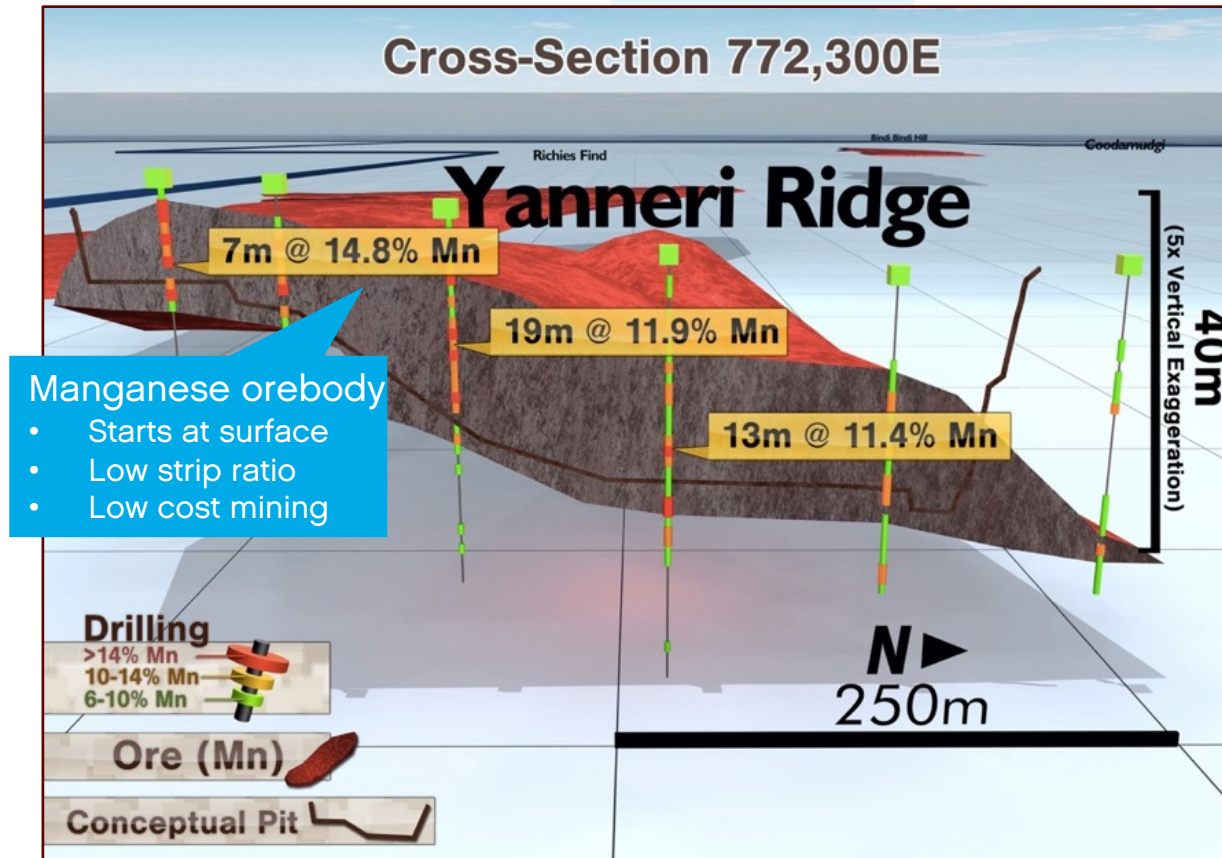 Cross-Section 772,300E
Bindi Bindi Hill
Coodamudgi
Richies Find
Yanneri Ridge
7m @ 14.8% Mn
19m @ 11.9% Mn
13m @ 11.4% Mn
Manganese orebody
• Starts at surface
• Low strip ratio
• Low cost mining
40m
(5x Vertical Exaggeration)
N
250m
Drilling
>14% Mn
10-14% Mn
6-10% Mn
Ore (Mn)
Conceptual Pit